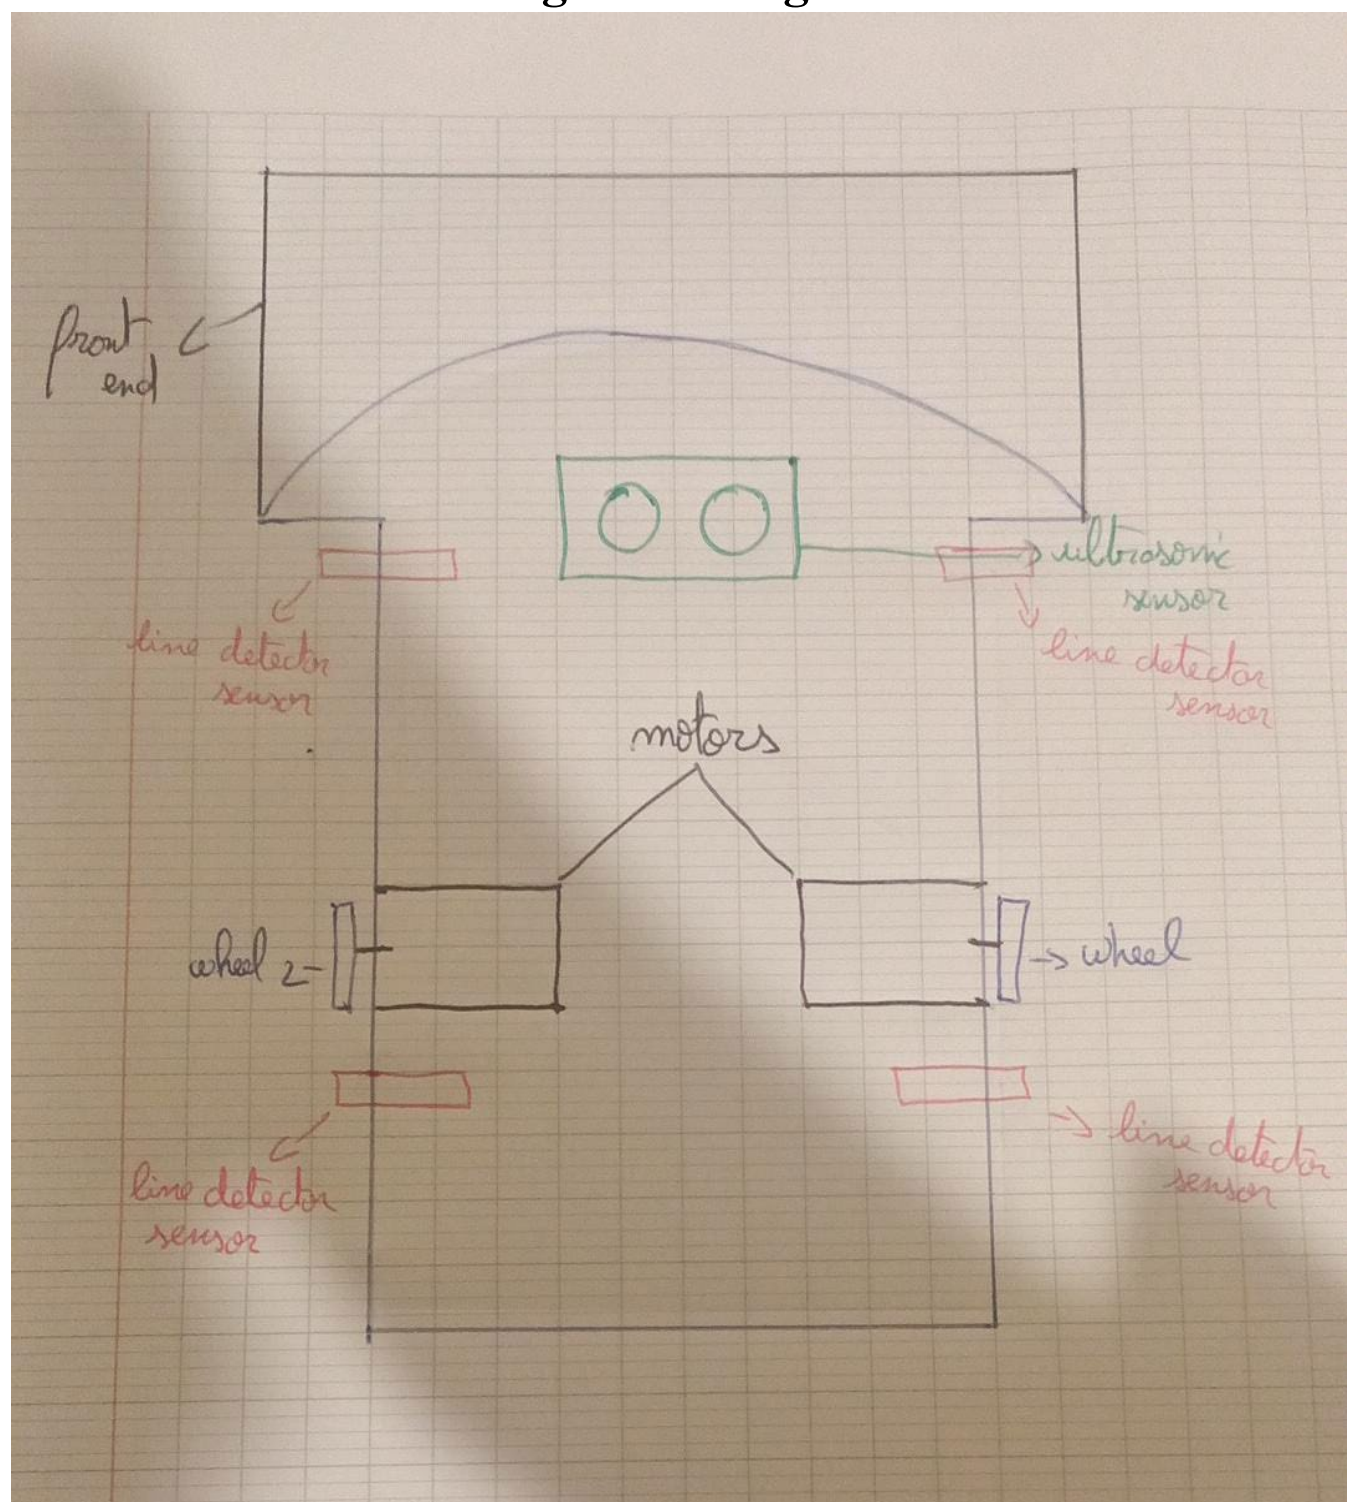 front
end
ultrasonic
sensor
line detector
sensor
line detector
sensor
motors
wheel
wheel
line detector
sensor
line detector
sensor